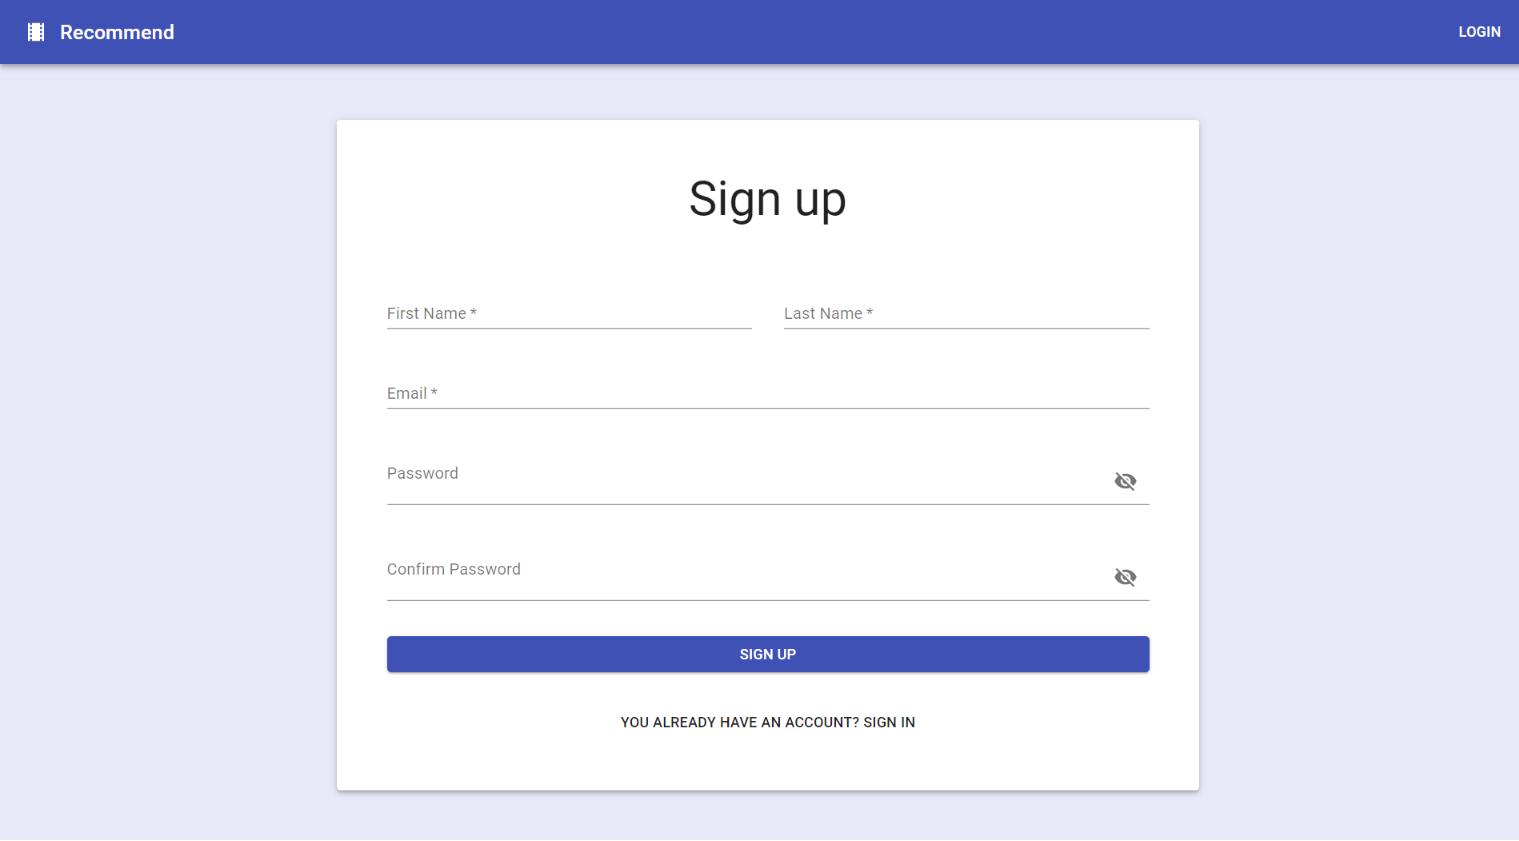 Recommend
LOGIN
Sign up
First Name *
Last Name *
Email *
Password
Confirm Password
SIGN UP
YOU ALREADY HAVE AN ACCOUNT? SIGN IN